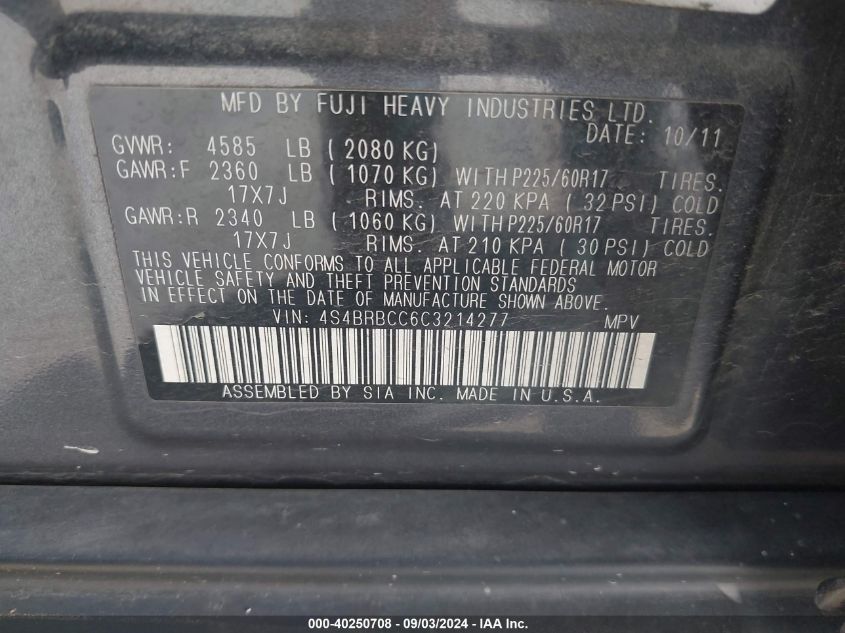 MFD BY FUJI HEAVY INDUSTRIES LTD.
DATE: 10/11
GVWR: 4585 LB ( 2080 KG)
GAWR:F 2360 LB ( 1070 KG) WITH P225/60R17 TIRES.
17X7J RIMS. AT 220 KPA ( 32 PSI) COLD
GAWR:R 2340 LB ( 1060 KG) WITH P225/60R17 TIRES.
17X7J RIMS. AT 210 KPA ( 30 PSI) COLD
THIS VEHICLE CONFORMS TO ALL APPLICABLE FEDERAL MOTOR
VEHICLE SAFETY AND THEFT PREVENTION STANDARDS
IN EFFECT ON THE DATE OF MANUFACTURE SHOWN ABOVE.
VIN: 4S4BRBCC6C3214277 MPV
ASSEMBLED BY SIA INC. MADE IN U.S.A.
000-40250708 - 09/03/2024 - IAA Inc.